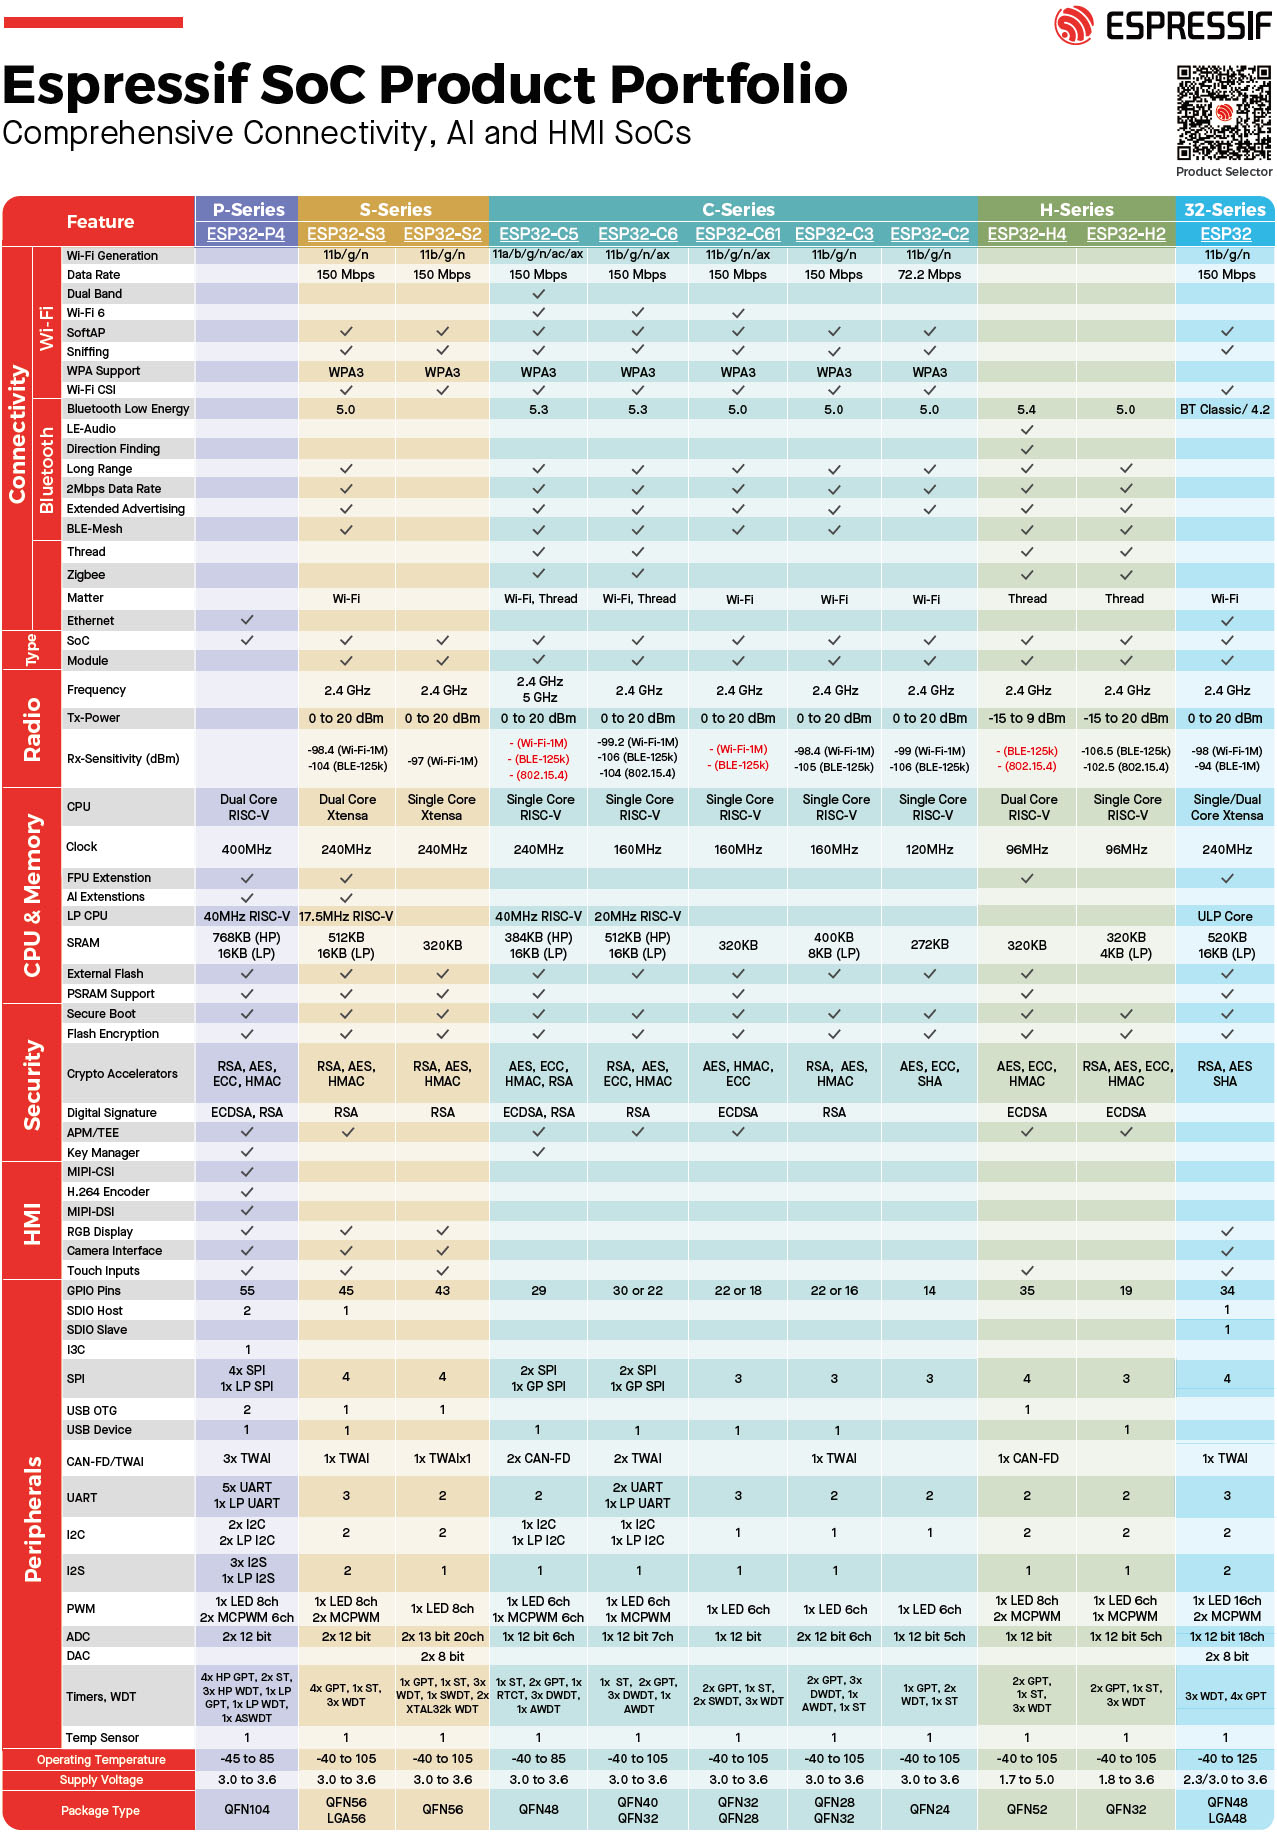 ESPRESSIF
Espressif SoC Product Portfolio
Comprehensive Connectivity, AI and HMI SoCs
Product Selector
Feature P-Series S-Series C-Series H-Series 32-Series
ESP32-P4 ESP32-S3 ESP32-S2 ESP32-C5 ESP32-C6 ESP32-C61 ESP32-C3 ESP32-C2 ESP32-H4 ESP32-H2 ESP32
Connectivity
Wi-Fi
Wi-Fi Generation 11b/g/n 11b/g/n 11a/b/g/n/ac/ax 11b/g/n/ax 11b/g/n/ax 11b/g/n 11b/g/n 11b/g/n
Data Rate 150 Mbps 150 Mbps 150 Mbps 150 Mbps 150 Mbps 150 Mbps 72.2 Mbps 150 Mbps
Dual Band ✓
Wi-Fi 6 ✓ ✓ ✓
SoftAP ✓ ✓ ✓ ✓ ✓ ✓ ✓ ✓
Sniffing ✓ ✓ ✓ ✓ ✓ ✓ ✓ ✓
WPA Support WPA3 WPA3 WPA3 WPA3 WPA3 WPA3 WPA3
Wi-Fi CSI ✓ ✓ ✓ ✓ ✓ ✓ ✓ ✓
Bluetooth
Bluetooth Low Energy 5.0 5.3 5.3 5.0 5.0 5.0 5.4 5.0 BT Classic/ 4.2
LE-Audio ✓
Direction Finding ✓
Long Range ✓ ✓ ✓ ✓ ✓ ✓ ✓ ✓
2Mbps Data Rate ✓ ✓ ✓ ✓ ✓ ✓ ✓ ✓
Extended Advertising ✓ ✓ ✓ ✓ ✓ ✓ ✓ ✓
BLE-Mesh ✓ ✓ ✓ ✓ ✓ ✓ ✓
Thread ✓ ✓ ✓ ✓
Zigbee ✓ ✓ ✓ ✓
Matter Wi-Fi Wi-Fi, Thread Wi-Fi, Thread Wi-Fi Wi-Fi Wi-Fi Thread Thread Wi-Fi
Ethernet ✓ ✓
Type
SoC ✓ ✓ ✓ ✓ ✓ ✓ ✓ ✓ ✓ ✓ ✓
Module ✓ ✓ ✓ ✓ ✓ ✓ ✓ ✓ ✓ ✓
Radio
Frequency 2.4 GHz 2.4 GHz 2.4 GHz 5 GHz 2.4 GHz 2.4 GHz 2.4 GHz 2.4 GHz 2.4 GHz 2.4 GHz 2.4 GHz
Tx-Power 0 to 20 dBm 0 to 20 dBm 0 to 20 dBm 0 to 20 dBm 0 to 20 dBm 0 to 20 dBm 0 to 20 dBm -15 to 9 dBm -15 to 20 dBm 0 to 20 dBm
Rx-Sensitivity (dBm) -98.4 (Wi-Fi-1M) -104 (BLE-125k) -97 (Wi-Fi-1M) - (Wi-Fi-1M) - (BLE-125k) - (802.15.4) -99.2 (Wi-Fi-1M) -106 (BLE-125k) -104 (802.15.4) - (Wi-Fi-1M) - (BLE-125k) -98.4 (Wi-Fi-1M) -105 (BLE-125k) -99 (Wi-Fi-1M) -106 (BLE-125k) - (BLE-125k) - (802.15.4) -106.5 (BLE-125k) -102.5 (802.15.4) -98 (Wi-Fi-1M) -94 (BLE-1M)
CPU & Memory
CPU Dual Core RISC-V Dual Core Xtensa Single Core Xtensa Single Core RISC-V Single Core RISC-V Single Core RISC-V Single Core RISC-V Single Core RISC-V Dual Core RISC-V Single Core RISC-V Single/Dual Core Xtensa
Clock 400MHz 240MHz 240MHz 240MHz 160MHz 160MHz 160MHz 120MHz 96MHz 96MHz 240MHz
FPU Extenstion ✓ ✓ ✓ ✓
AI Extenstions ✓ ✓
LP CPU 40MHz RISC-V 17.5MHz RISC-V 40MHz RISC-V 20MHz RISC-V ULP Core
SRAM 768KB (HP) 16KB (LP) 512KB 16KB (LP) 320KB 384KB (HP) 16KB (LP) 512KB (HP) 16KB (LP) 320KB 400KB 8KB (LP) 272KB 320KB 320KB 4KB (LP) 520KB 16KB (LP)
External Flash ✓ ✓ ✓ ✓ ✓ ✓ ✓ ✓ ✓ ✓
PSRAM Support ✓ ✓ ✓ ✓ ✓ ✓ ✓
Security
Secure Boot ✓ ✓ ✓ ✓ ✓ ✓ ✓ ✓ ✓ ✓ ✓
Flash Encryption ✓ ✓ ✓ ✓ ✓ ✓ ✓ ✓ ✓ ✓ ✓
Crypto Accelerators RSA, AES, ECC, HMAC RSA, AES, HMAC RSA, AES, HMAC AES, ECC, HMAC, RSA RSA, AES, ECC, HMAC AES, HMAC, ECC RSA, AES, HMAC AES, ECC, SHA AES, ECC, HMAC RSA, AES, ECC, HMAC RSA, AES SHA
Digital Signature ECDSA, RSA RSA RSA ECDSA, RSA RSA ECDSA RSA ECDSA ECDSA
APM/TEE ✓ ✓ ✓ ✓ ✓ ✓ ✓
Key Manager ✓ ✓
HMI
MIPI-CSI ✓
H.264 Encoder ✓
MIPI-DSI ✓
RGB Display ✓ ✓ ✓ ✓
Camera Interface ✓ ✓ ✓ ✓
Touch Inputs ✓ ✓ ✓ ✓ ✓
Peripherals
GPIO Pins 55 45 43 29 30 or 22 22 or 18 22 or 16 14 35 19 34
SDIO Host 2 1 1
SDIO Slave 1
I3C 1
SPI 4x SPI 1x LP SPI 4 4 2x SPI 1x GP SPI 2x SPI 1x GP SPI 3 3 3 4 3 4
USB OTG 2 1 1 1
USB Device 1 1 1 1 1 1 1
CAN-FD/TWAI 3x TWAI 1x TWAI 1x TWAIx1 2x CAN-FD 2x TWAI 1x TWAI 1x CAN-FD 1x TWAI
UART 5x UART 1x LP UART 3 2 2 2x UART 1x LP UART 3 2 2 2 2 3
I2C 2x I2C 2x LP I2C 2 2 1x I2C 1x LP I2C 1x I2C 1x LP I2C 1 1 1 2 2 2
I2S 3x I2S 1x LP I2S 2 1 1 1 1 1 1 1 2
PWM 1x LED 8ch 2x MCPWM 6ch 1x LED 8ch 2x MCPWM 1x LED 8ch 1x LED 6ch 1x MCPWM 6ch 1x LED 6ch 1x MCPWM 1x LED 6ch 1x LED 6ch 1x LED 6ch 1x LED 8ch 2x MCPWM 1x LED 6ch 1x MCPWM 1x LED 16ch 2x MCPWM
ADC 2x 12 bit 2x 12 bit 2x 13 bit 20ch 1x 12 bit 6ch 1x 12 bit 7ch 1x 12 bit 2x 12 bit 6ch 1x 12 bit 5ch 1x 12 bit 1x 12 bit 5ch 1x 12 bit 18ch
DAC 2x 8 bit 2x 8 bit
Timers, WDT 4x HP GPT, 2x ST, 3x HP WDT, 1x LP GPT, 1x LP WDT, 1x ASWDT 4x GPT, 1x ST, 3x WDT 1x GPT, 1x ST, 3x WDT, 1x SWDT, 2x XTAL32k WDT 1x ST, 2x GPT, 1x RTCT, 3x DWDT, 1x AWDT 1x ST, 2x GPT, 3x DWDT, 1x AWDT 2x GPT, 1x ST, 2x SWDT, 3x WDT 2x GPT, 3x DWDT, 1x AWDT, 1x ST 1x GPT, 2x WDT, 1x ST 2x GPT, 1x ST, 3x WDT 2x GPT, 1x ST, 3x WDT 3x WDT, 4x GPT
Temp Sensor 1 1 1 1 1 1 1 1 1 1 1
Operating Temperature -45 to 85 -40 to 105 -40 to 105 -40 to 85 -40 to 105 -40 to 105 -40 to 105 -40 to 105 -40 to 105 -40 to 105 -40 to 125
Supply Voltage 3.0 to 3.6 3.0 to 3.6 3.0 to 3.6 3.0 to 3.6 3.0 to 3.6 3.0 to 3.6 3.0 to 3.6 3.0 to 3.6 1.7 to 5.0 1.8 to 3.6 2.3/3.0 to 3.6
Package Type QFN104 QFN56 LGA56 QFN56 QFN48 QFN40 QFN32 QFN32 QFN28 QFN28 QFN32 QFN24 QFN52 QFN32 QFN48 LGA48